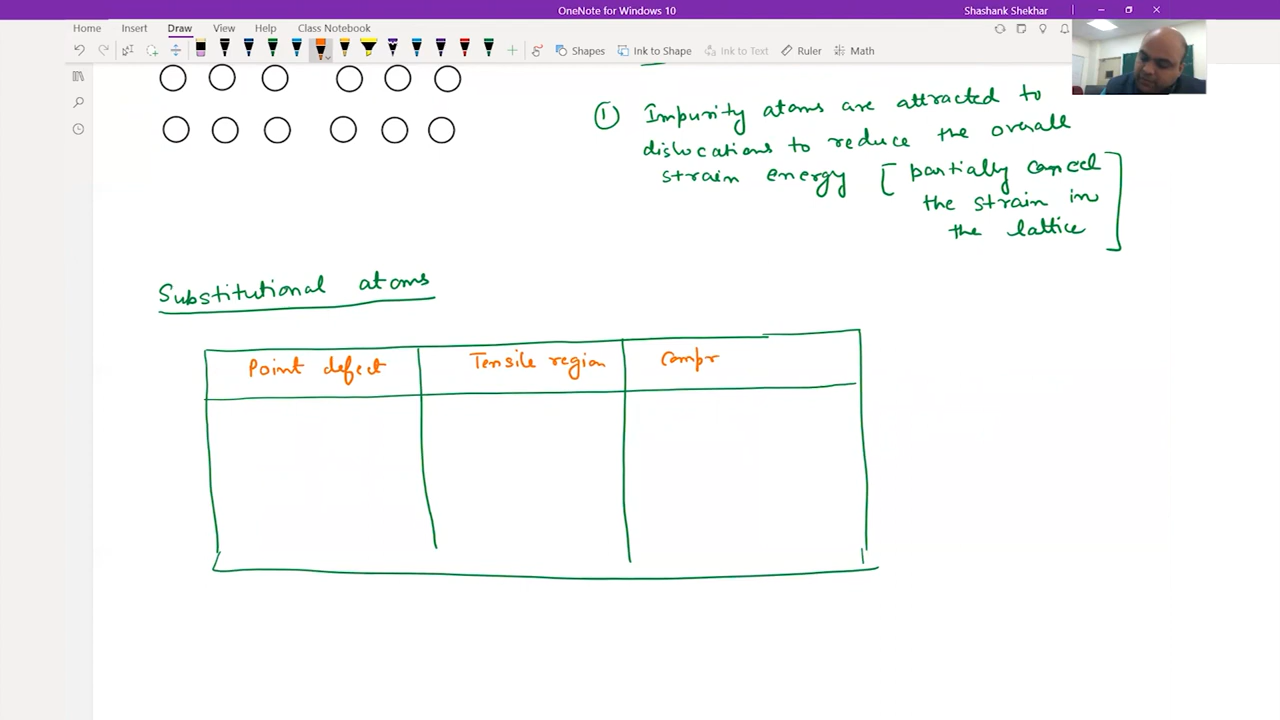 OneNote for Windows 10
Shashank Shekhar
Home Insert Draw View Help Class Notebook
Shapes Ink to Shape Ink to Text Ruler Math
① Impurity atoms are attracted to
dislocations to reduce the overall
strain energy [partially cancel
the strain in
the lattice]
Substitutional atoms
Point defect Tensile region compr